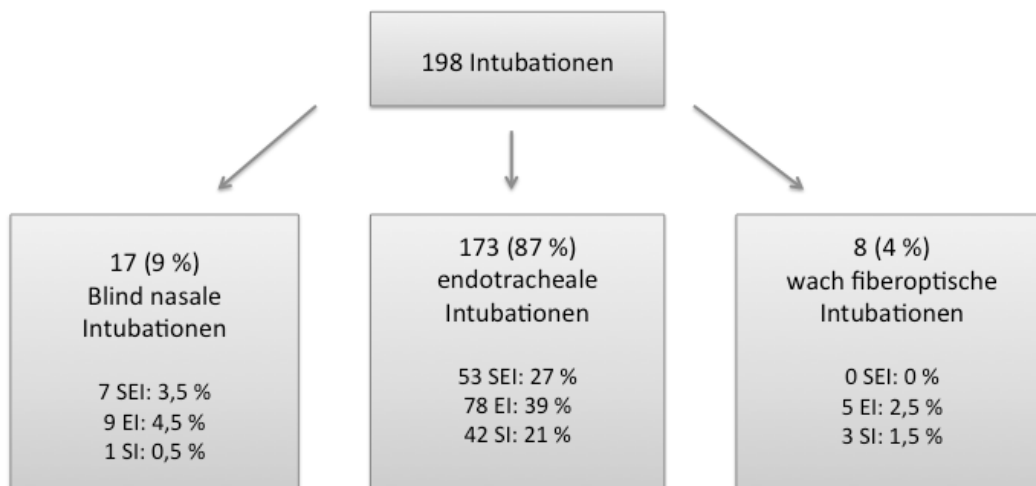 198 Intubationen
17 (9 %)
Blind nasale
Intubationen
7 SEI: 3,5 %
9 EI: 4,5 %
1 SI: 0,5 %
173 (87 %)
endotracheale
Intubationen
53 SEI: 27 %
78 EI: 39 %
42 SI: 21 %
8 (4 %)
wach fiberoptische
Intubationen
0 SEI: 0 %
5 EI: 2,5 %
3 SI: 1,5 %